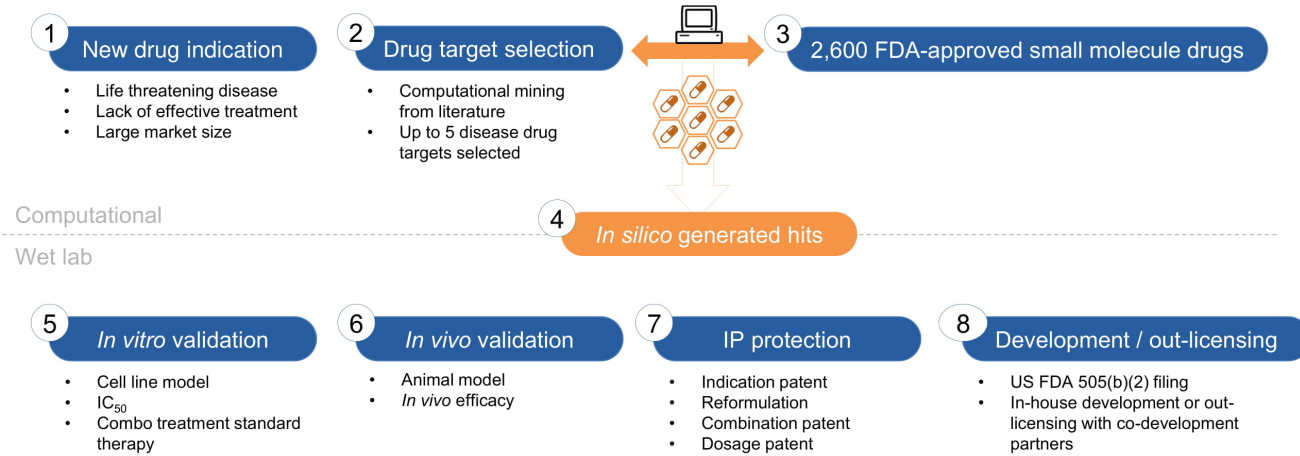 1
New drug indication
• Life threatening disease
• Lack of effective treatment
• Large market size
2
Drug target selection
• Computational mining
from literature
• Up to 5 disease drug
targets selected
3
2,600 FDA-approved small molecule drugs
Computational
4
In silico generated hits
Wet lab
5
In vitro validation
• Cell line model
• IC50
• Combo treatment standard
therapy
6
In vivo validation
• Animal model
• In vivo efficacy
7
IP protection
• Indication patent
• Reformulation
• Combination patent
• Dosage patent
8
Development / out-licensing
• US FDA 505(b)(2) filing
• In-house development or out-
licensing with co-development
partners